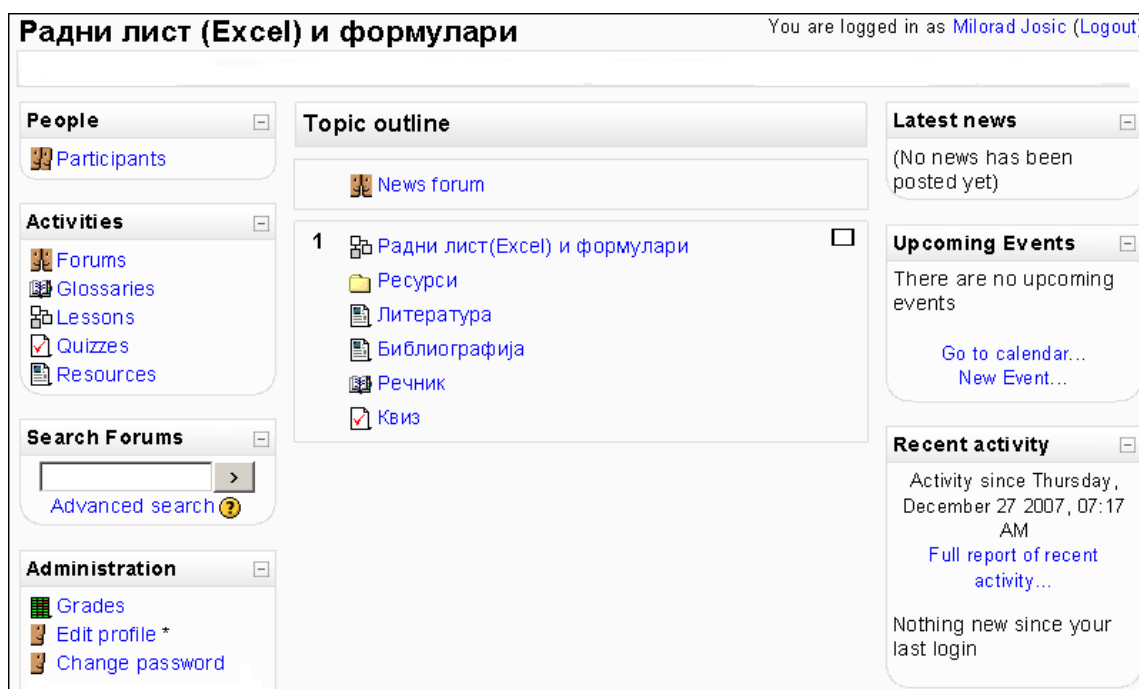 Радни лист (Excel) и формулари
You are logged in as Milorad Josic (Logout)
People
Participants
Activities
Forums
Glossaries
Lessons
Quizzes
Resources
Search Forums
>
Advanced search ?
Administration
Grades
Edit profile *
Change password
Topic outline
News forum
1 Радни лист(Excel) и формулари
Ресурси
Литература
Библиографија
Речник
Квиз
Latest news
(No news has been
posted yet)
Upcoming Events
There are no upcoming
events
Go to calendar...
New Event...
Recent activity
Activity since Thursday,
December 27 2007, 07:17
AM
Full report of recent
activity...
Nothing new since your
last login